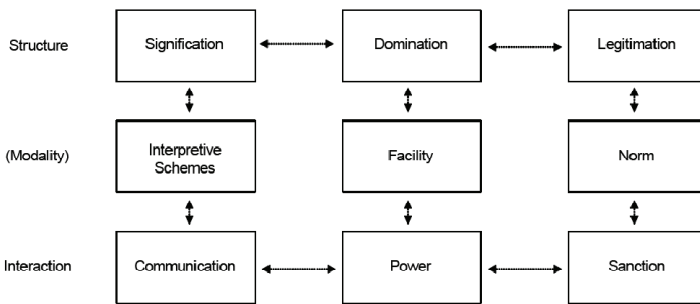 Structure
Signification
Domination
Legitimation
(Modality)
Interpretive
Schemes
Facility
Norm
Interaction
Communication
Power
Sanction